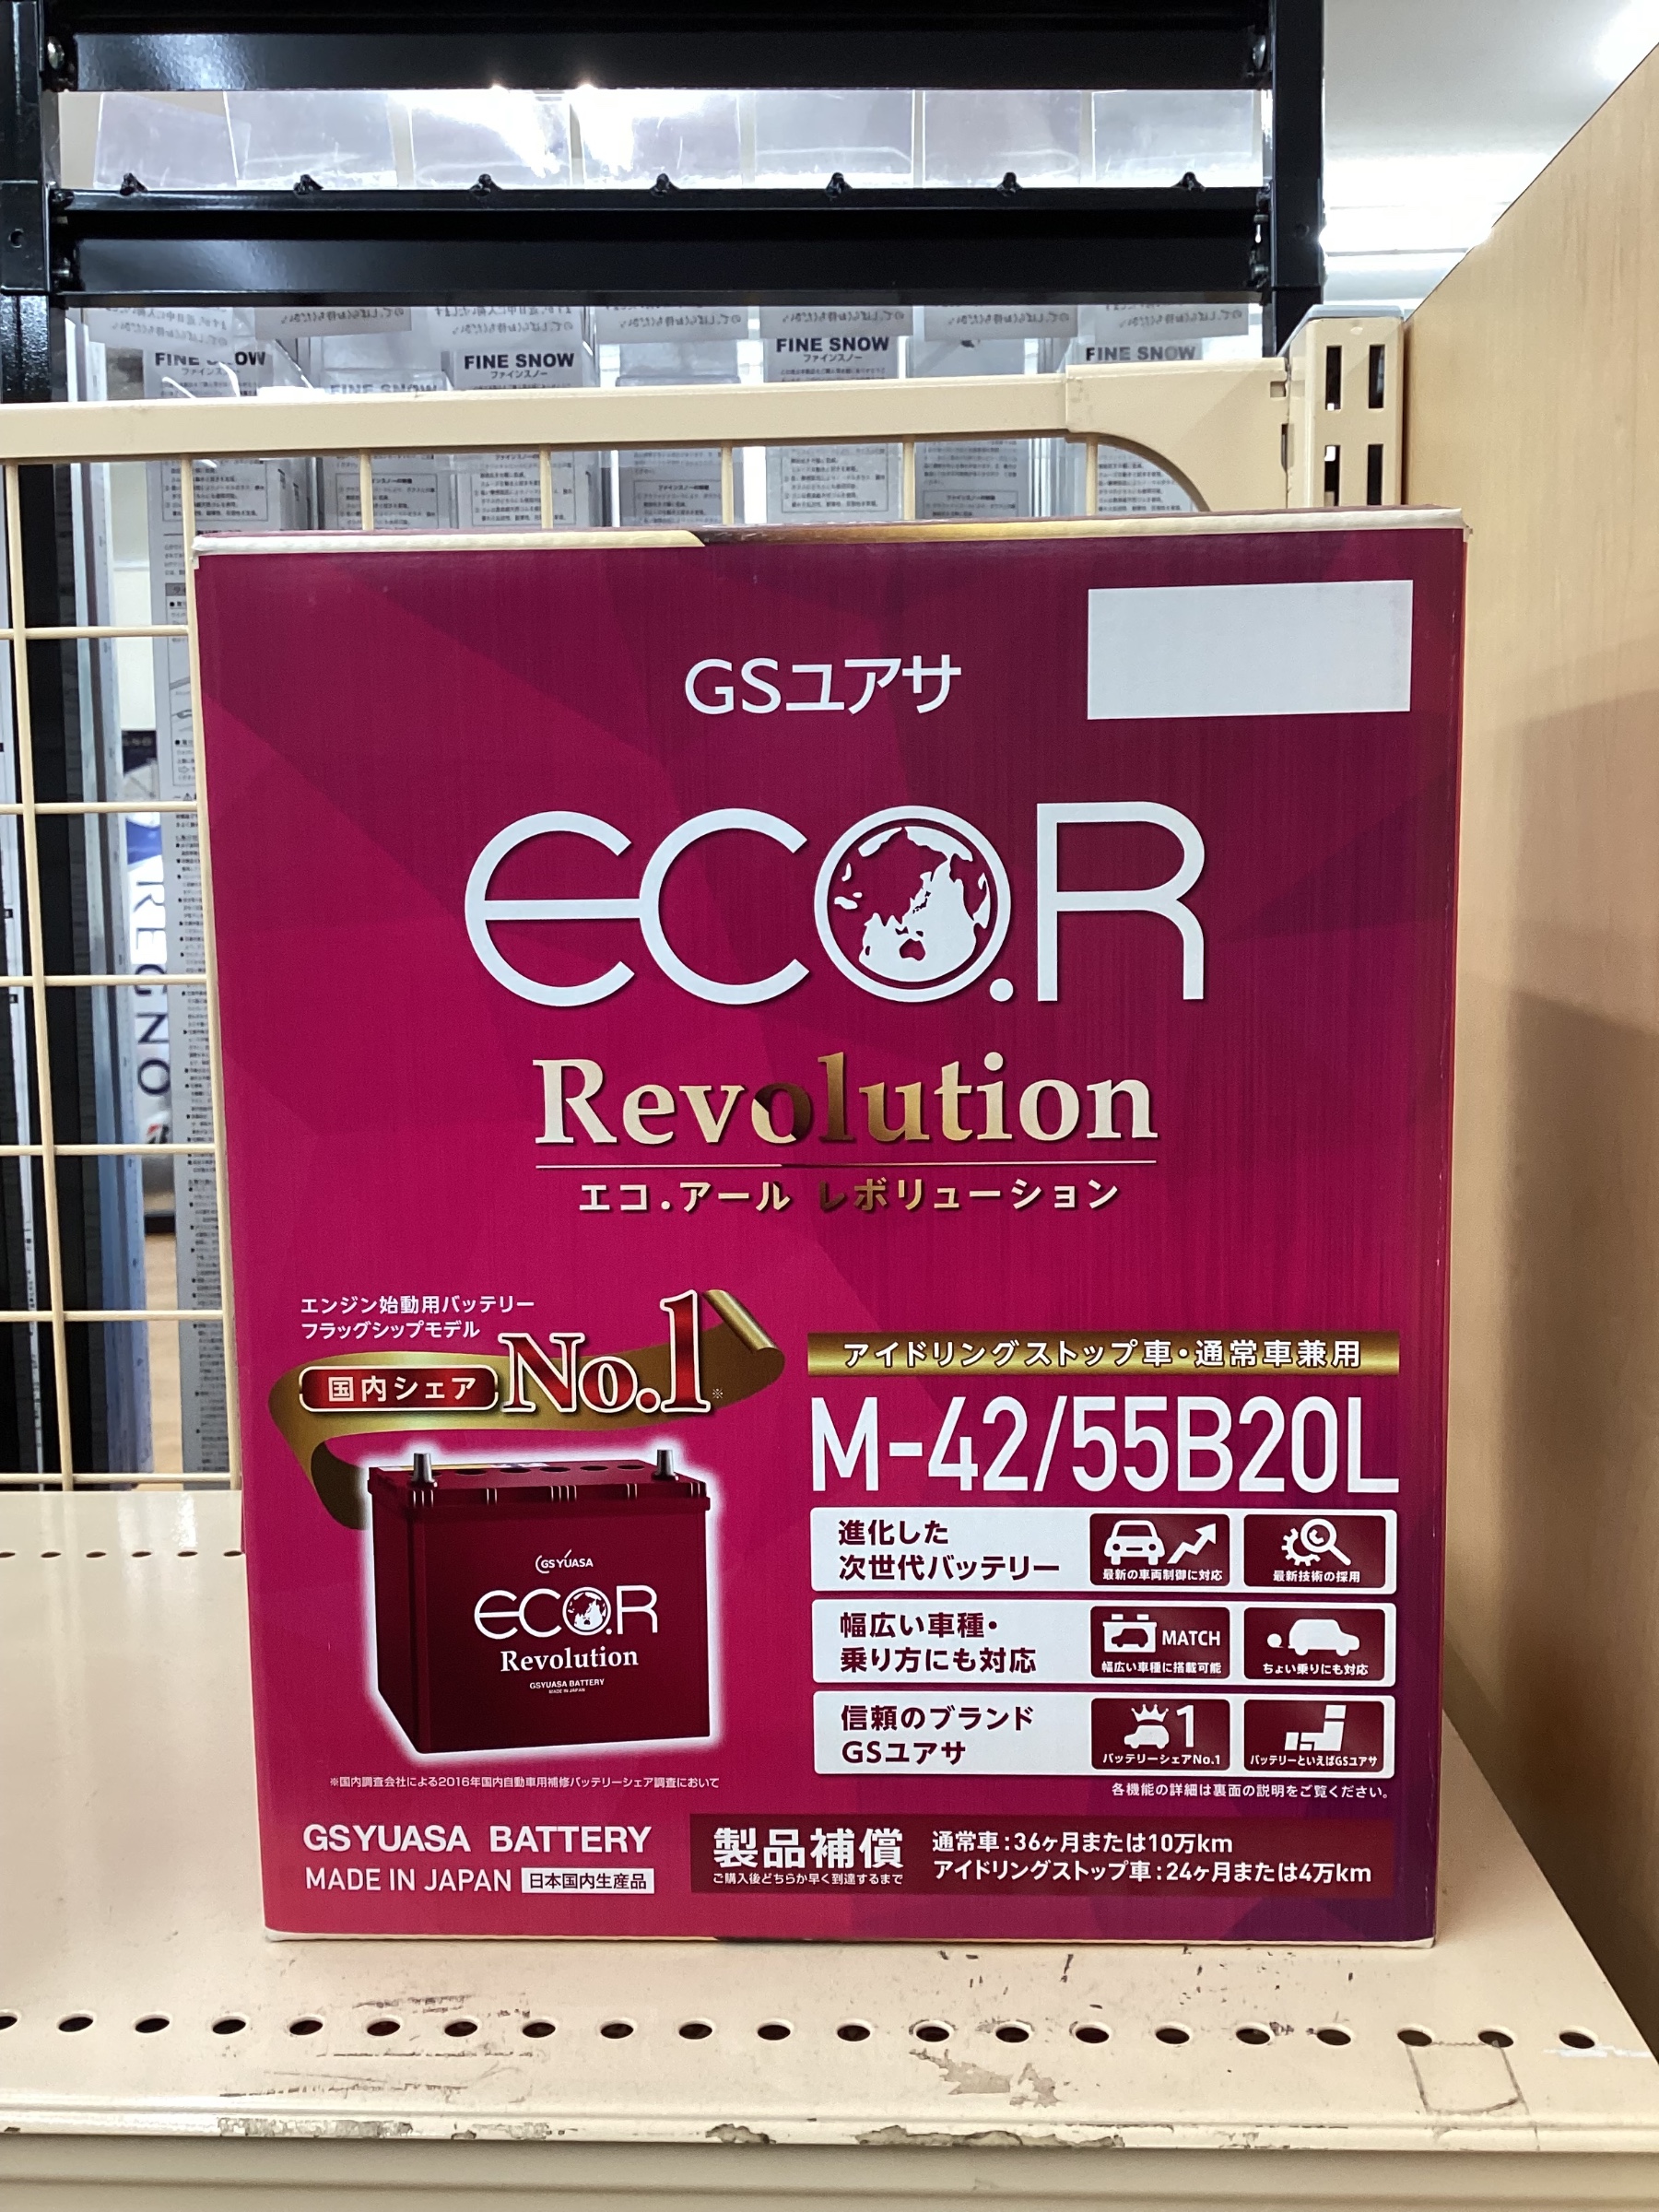 FINE SNOW
ファインスノー
FINE SNOW
ファインスノー
FINE SNOW
FINE SNOW
REGNO
GSユアサ
ECO.R
Revolution
エコ.アール レボリューション
エンジン始動用バッテリー
フラッグシップモデル
国内シェア No.1※
GS YUASA
ECO.R
Revolution
GSYUASA BATTERY
MADE IN JAPAN
※国内調査会社による2016年国内自動車用補修バッテリーシェア調査において
アイドリングストップ車・通常車兼用
M-42/55B20L
進化した
次世代バッテリー
最新の車両制御に対応
最新技術の採用
幅広い車種・
乗り方にも対応
MATCH
幅広い車種に搭載可能
ちょい乗りにも対応
信頼のブランド
GSユアサ
1
バッテリーシェアNo.1
バッテリーといえばGSユアサ
各機能の詳細は裏面の説明をご覧ください。
GSYUASA BATTERY
MADE IN JAPAN 日本国内生産品
製品補償
ご購入後どちらか早く到達するまで
通常車:36ヶ月または10万km
アイドリングストップ車:24ヶ月または4万km